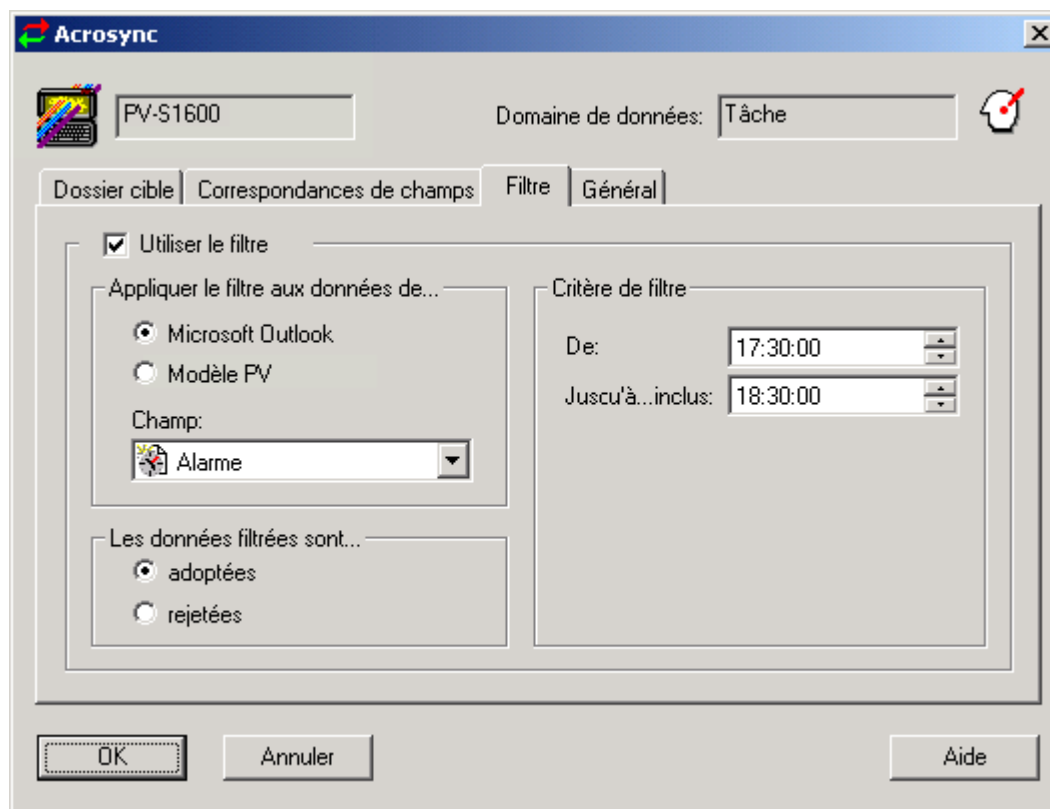 Acrosync
PV-S1600
Domaine de données: Tâche
Dossier cible Correspondances de champs Filtre Général
Utiliser le filtre
Appliquer le filtre aux données de...
Microsoft Outlook
Modèle PV
Champ:
Alarme
Les données filtrées sont...
adoptées
rejetées
Critère de filtre
De: 17:30:00
Juscu'à...inclus: 18:30:00
OK Annuler Aide